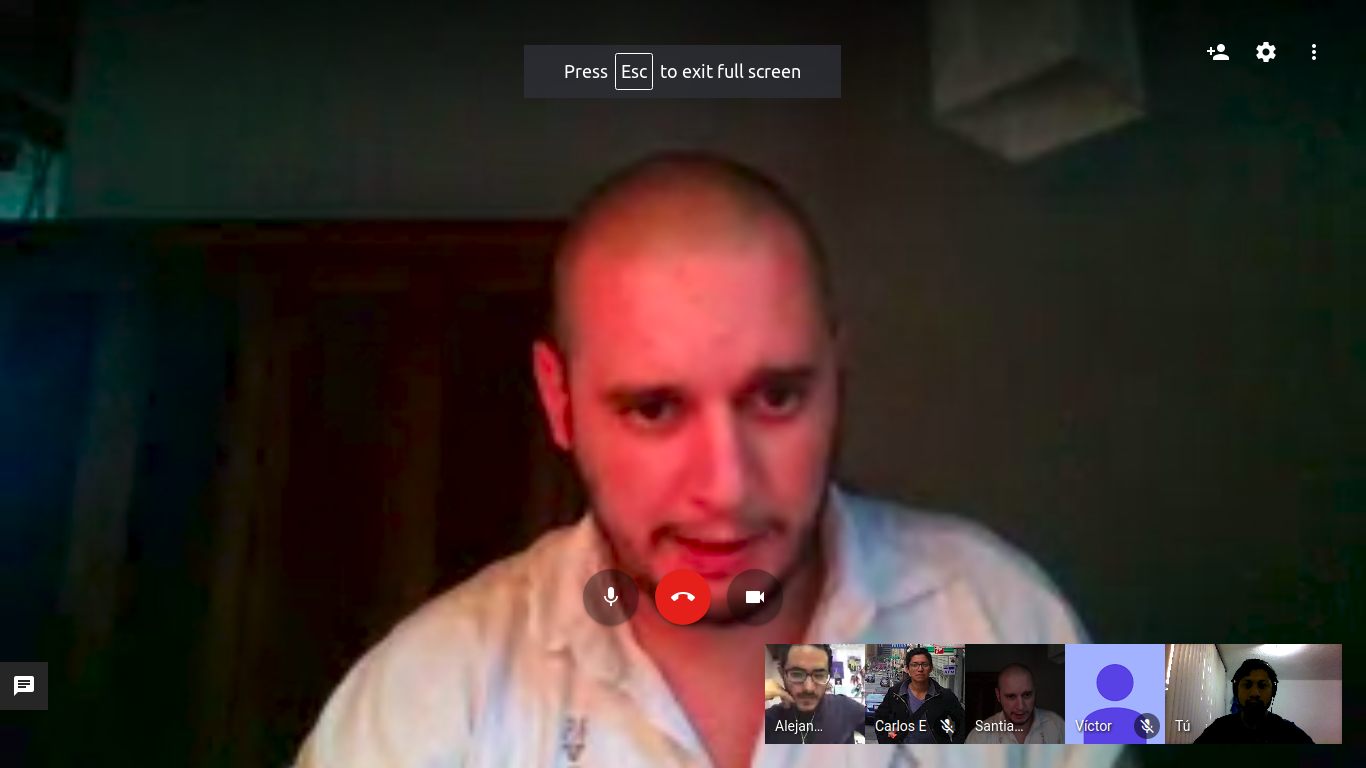 Press Esc to exit full screen
Alejan...
Carlos E
Santia...
Víctor
Tú